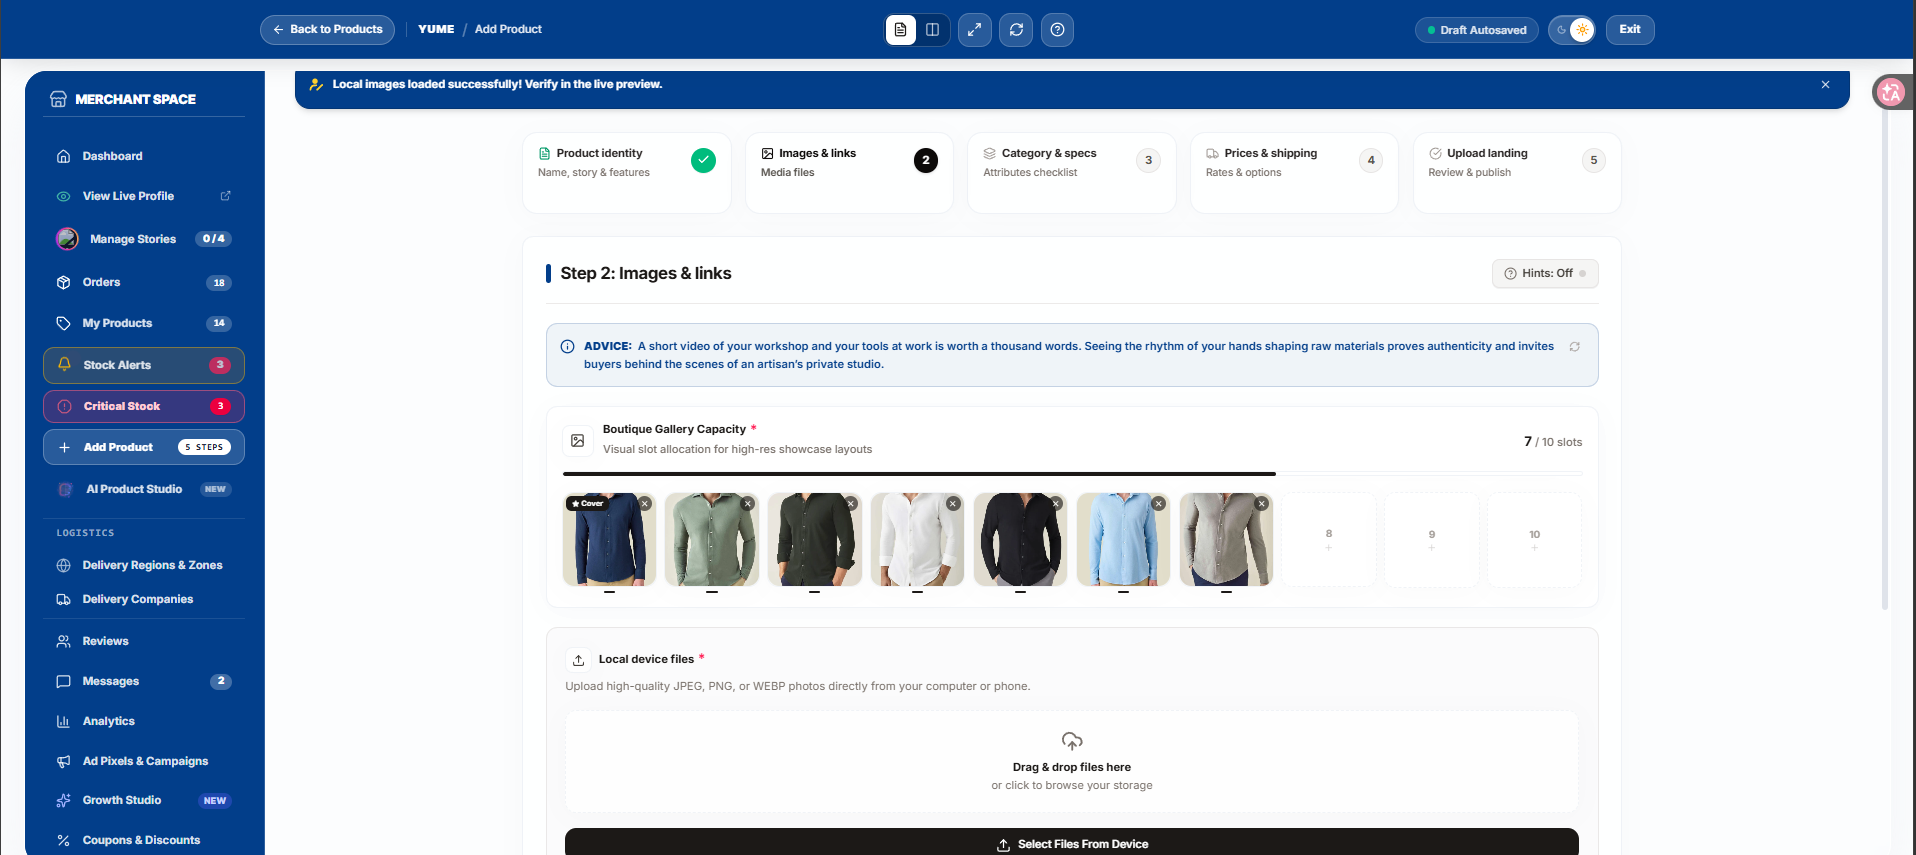 Back to Products
YUME / Add Product
Draft Autosaved
Exit
MERCHANT SPACE
Dashboard
View Live Profile
Manage Stories 0/4
Orders 18
My Products 14
Stock Alerts 3
Critical Stock 3
Add Product 5 STEPS
AI Product Studio NEW
LOGISTICS
Delivery Regions & Zones
Delivery Companies
Reviews
Messages 2
Analytics
Ad Pixels & Campaigns
Growth Studio NEW
Coupons & Discounts
Local images loaded successfully! Verify in the live preview.
Product identity
Name, story & features
Images & links 2
Media files
Category & specs 3
Attributes checklist
Prices & shipping 4
Rates & options
Upload landing 5
Review & publish
Step 2: Images & links
Hints: Off
ADVICE: A short video of your workshop and your tools at work is worth a thousand words. Seeing the rhythm of your hands shaping raw materials proves authenticity and invites
buyers behind the scenes of an artisan's private studio.
Boutique Gallery Capacity *
Visual slot allocation for high-res showcase layouts
7 / 10 slots
Cover
8
9
10
Local device files *
Upload high-quality JPEG, PNG, or WEBP photos directly from your computer or phone.
Drag & drop files here
or click to browse your storage
Select Files From Device